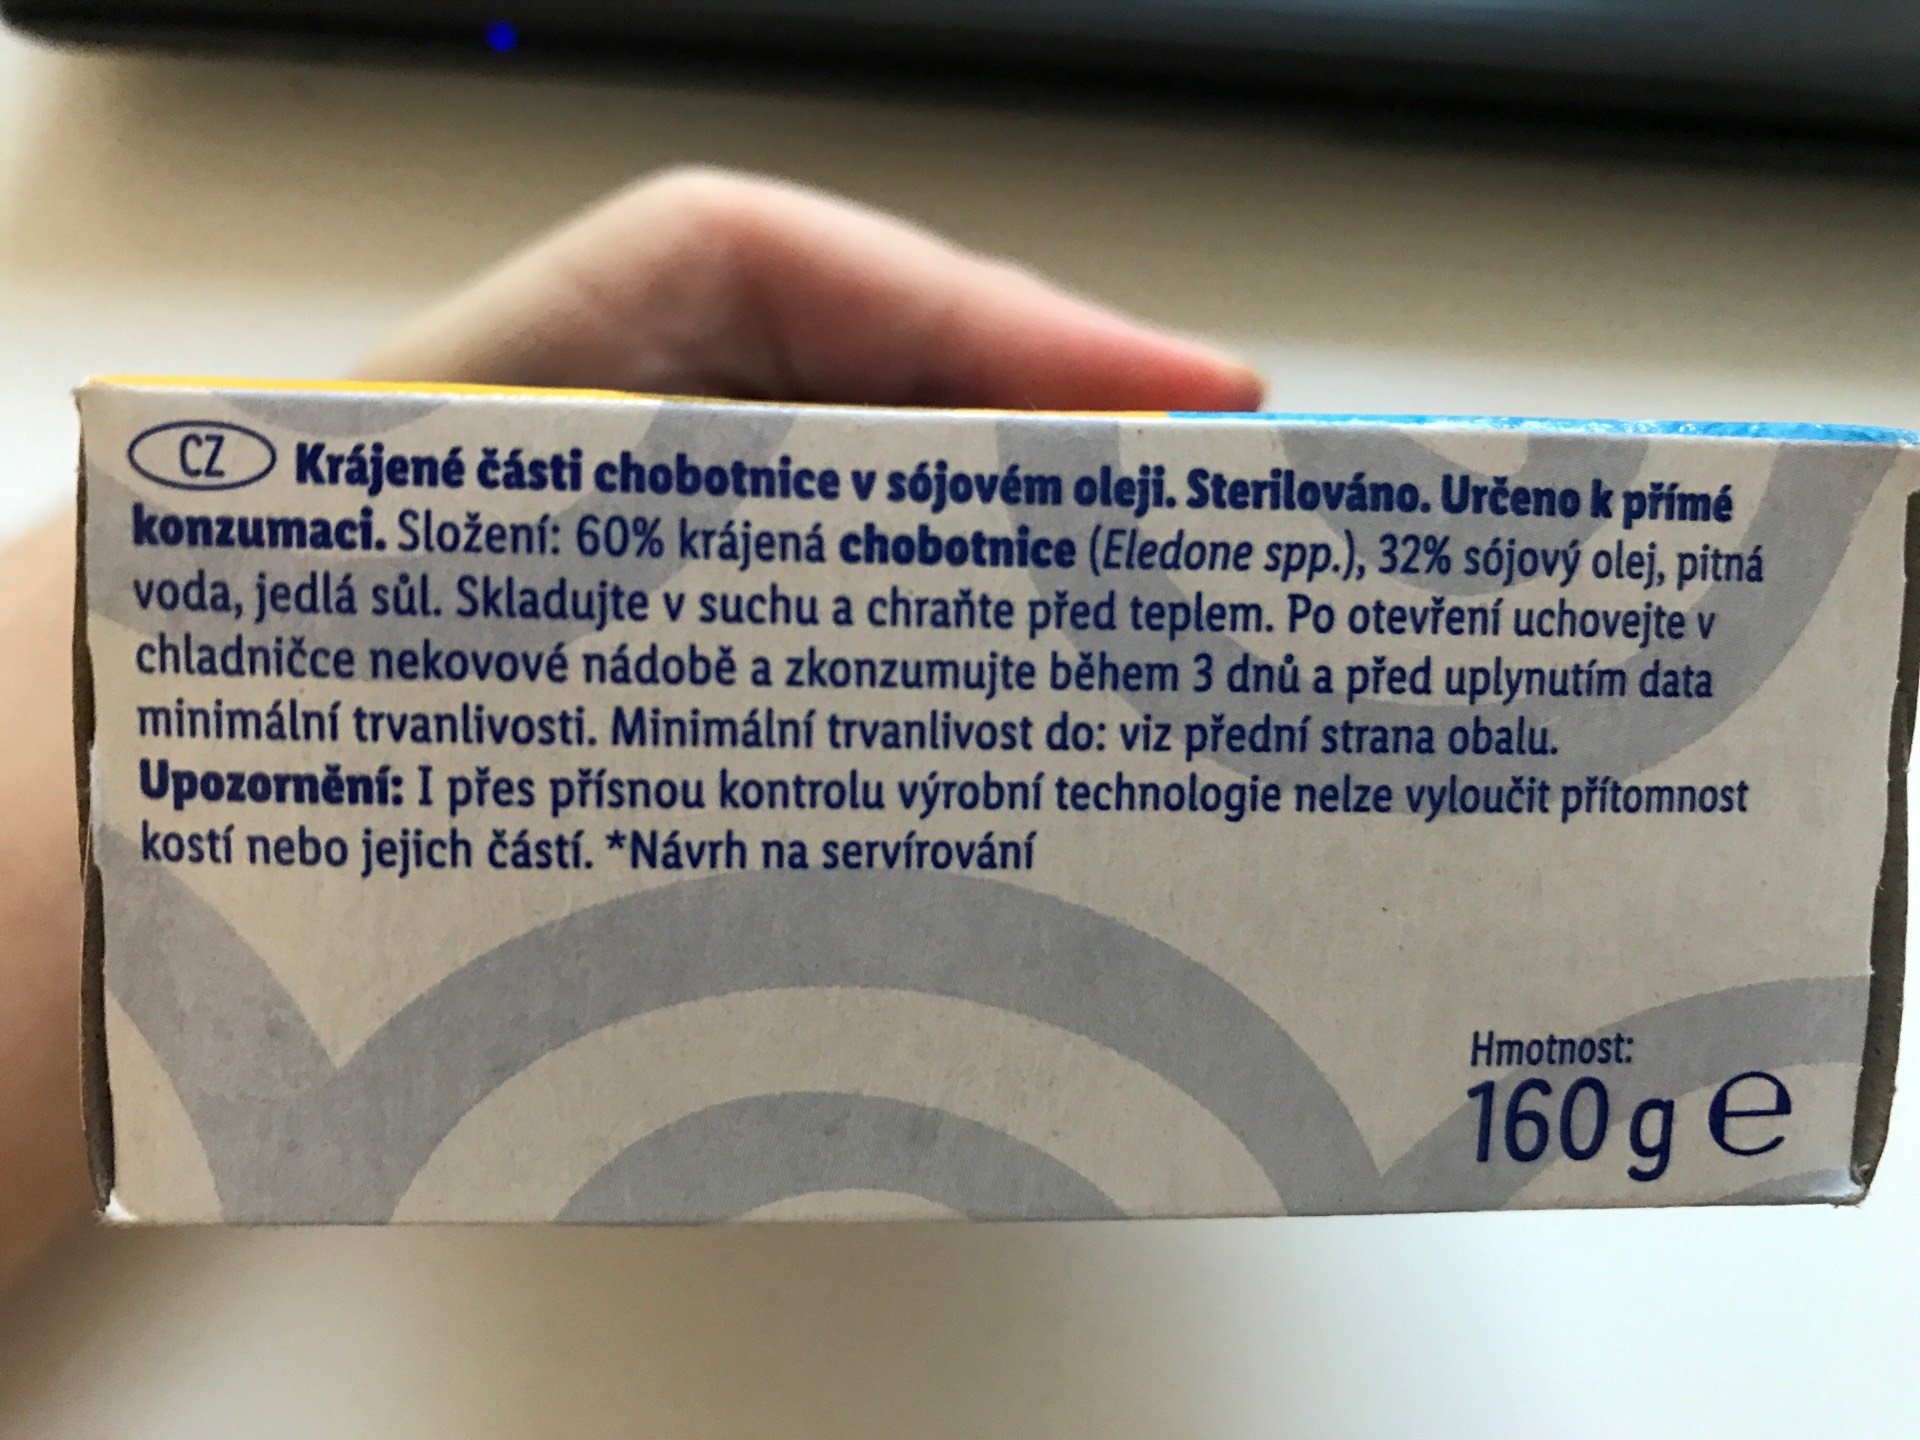 CZ Krájené části chobotnice v sójovém oleji. Sterilováno. Určeno k přímé
konzumaci. Složení: 60% krájená chobotnice (Eledone spp.), 32% sójový olej, pitná
voda, jedlá sůl. Skladujte v suchu a chraňte před teplem. Po otevření uchovejte v
chladničce nekovové nádobě a zkonzumujte během 3 dnů a před uplynutím data
minimální trvanlivosti. Minimální trvanlivost do: viz přední strana obalu.
Upozornění: I přes přísnou kontrolu výrobní technologie nelze vyloučit přítomnost
kostí nebo jejich částí. *Návrh na servírování
Hmotnost:
160 g e